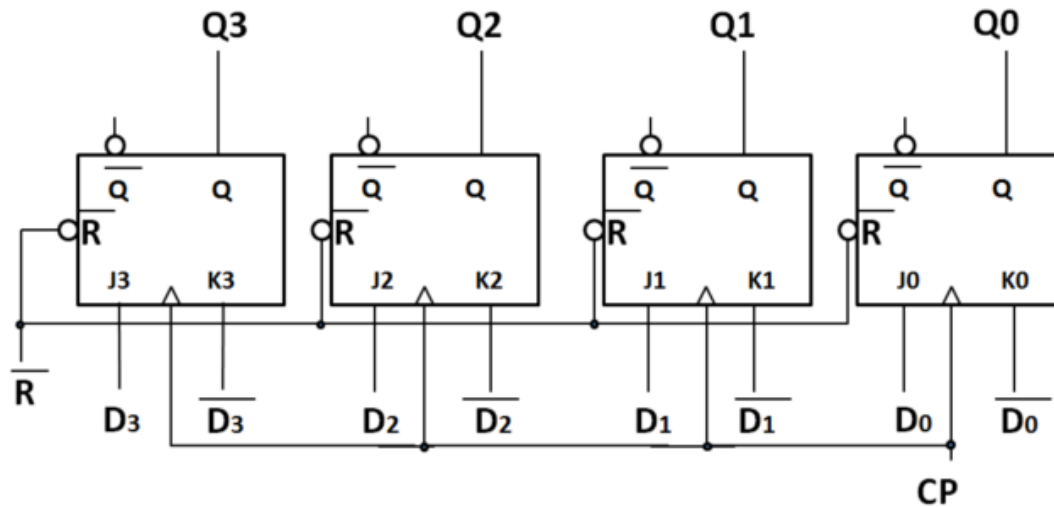 Q3 Q2 Q1 Q0
Q̅ Q Q̅ Q Q̅ Q Q̅ Q
R̅ R̅ R̅ R̅
J3 K3 J2 K2 J1 K1 J0 K0
R̅ D3 D̅3̅ D2 D̅2̅ D1 D̅1̅ D0 D̅0̅
CP